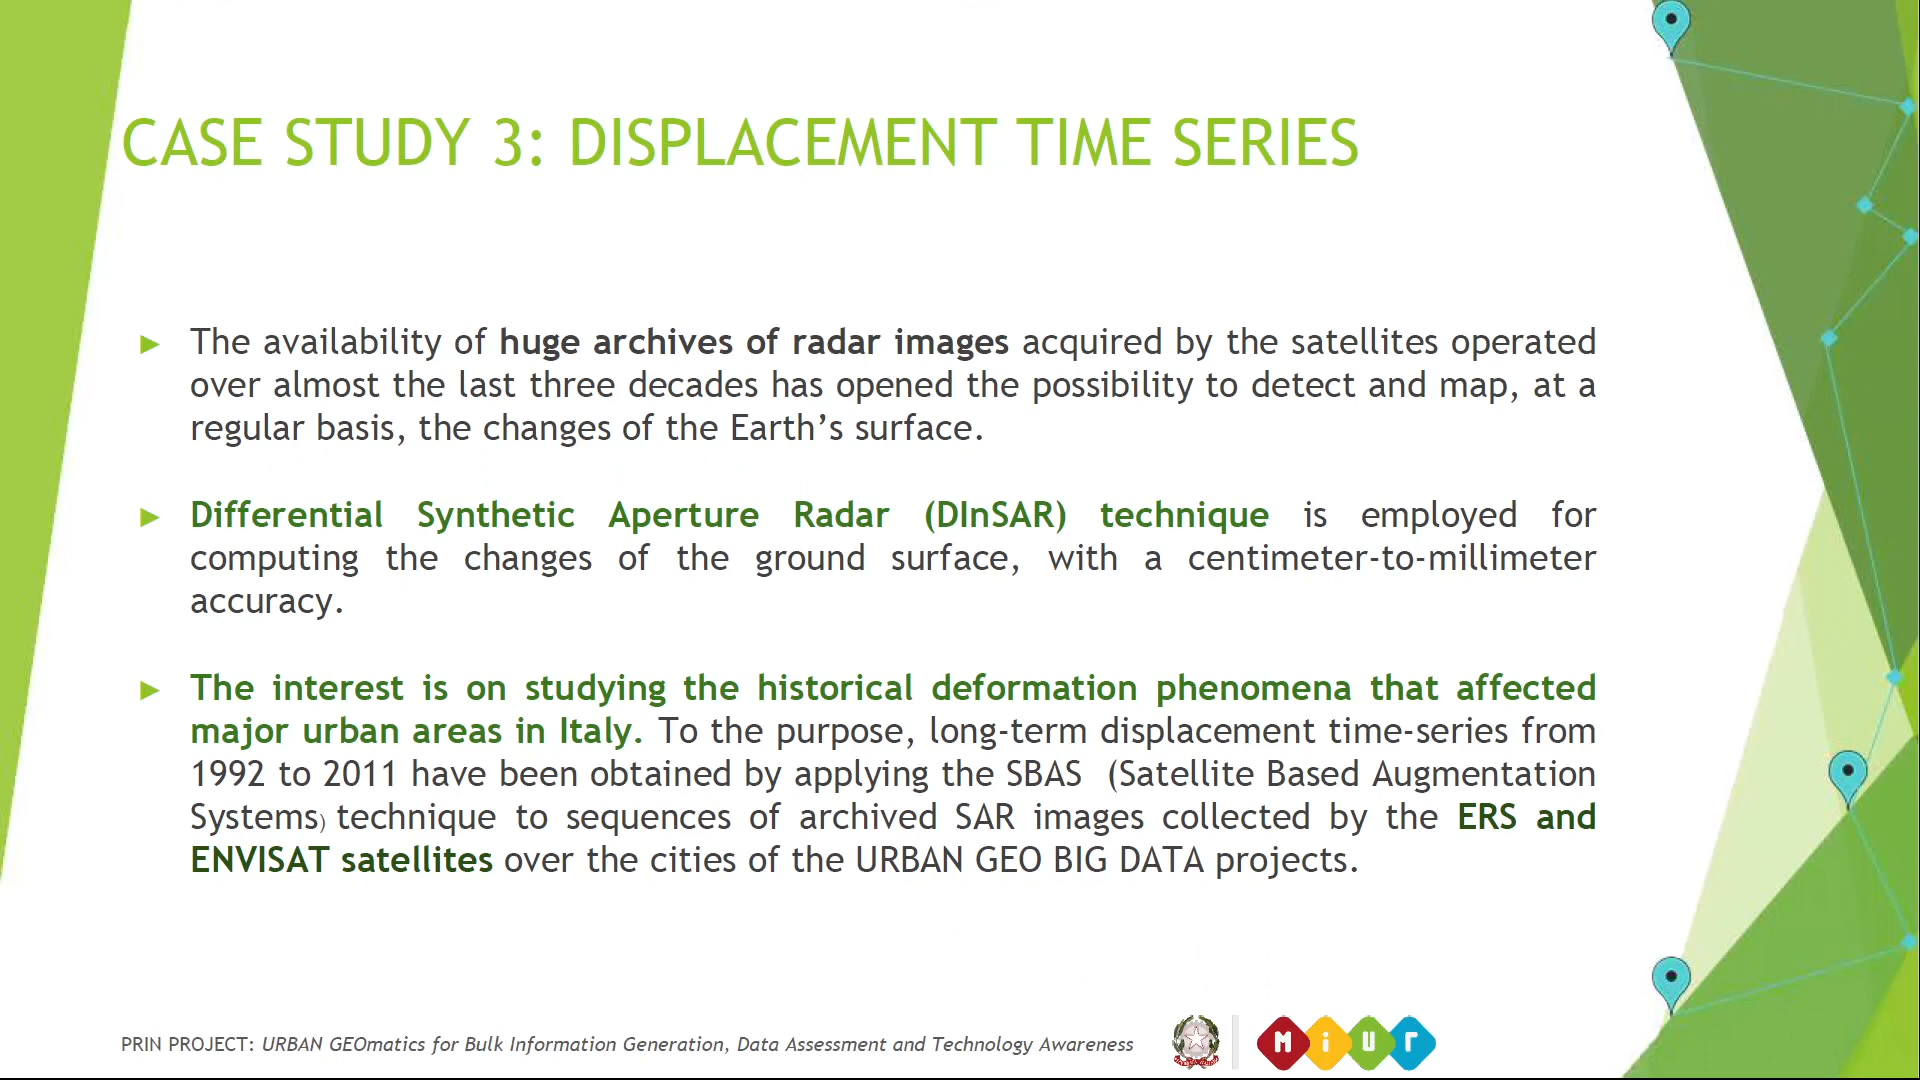 CASE STUDY 3: DISPLACEMENT TIME SERIES
The availability of huge archives of radar images acquired by the satellites operated
over almost the last three decades has opened the possibility to detect and map, at a
regular basis, the changes of the Earth’s surface.
Differential Synthetic Aperture Radar (DInSAR) technique is employed for
computing the changes of the ground surface, with a centimeter-to-millimeter
accuracy.
The interest is on studying the historical deformation phenomena that affected
major urban areas in Italy. To the purpose, long-term displacement time-series from
1992 to 2011 have been obtained by applying the SBAS (Satellite Based Augmentation
Systems) technique to sequences of archived SAR images collected by the ERS and
ENVISAT satellites over the cities of the URBAN GEO BIG DATA projects.
PRIN PROJECT: URBAN GEOmatics for Bulk Information Generation, Data Assessment and Technology Awareness
MiUr